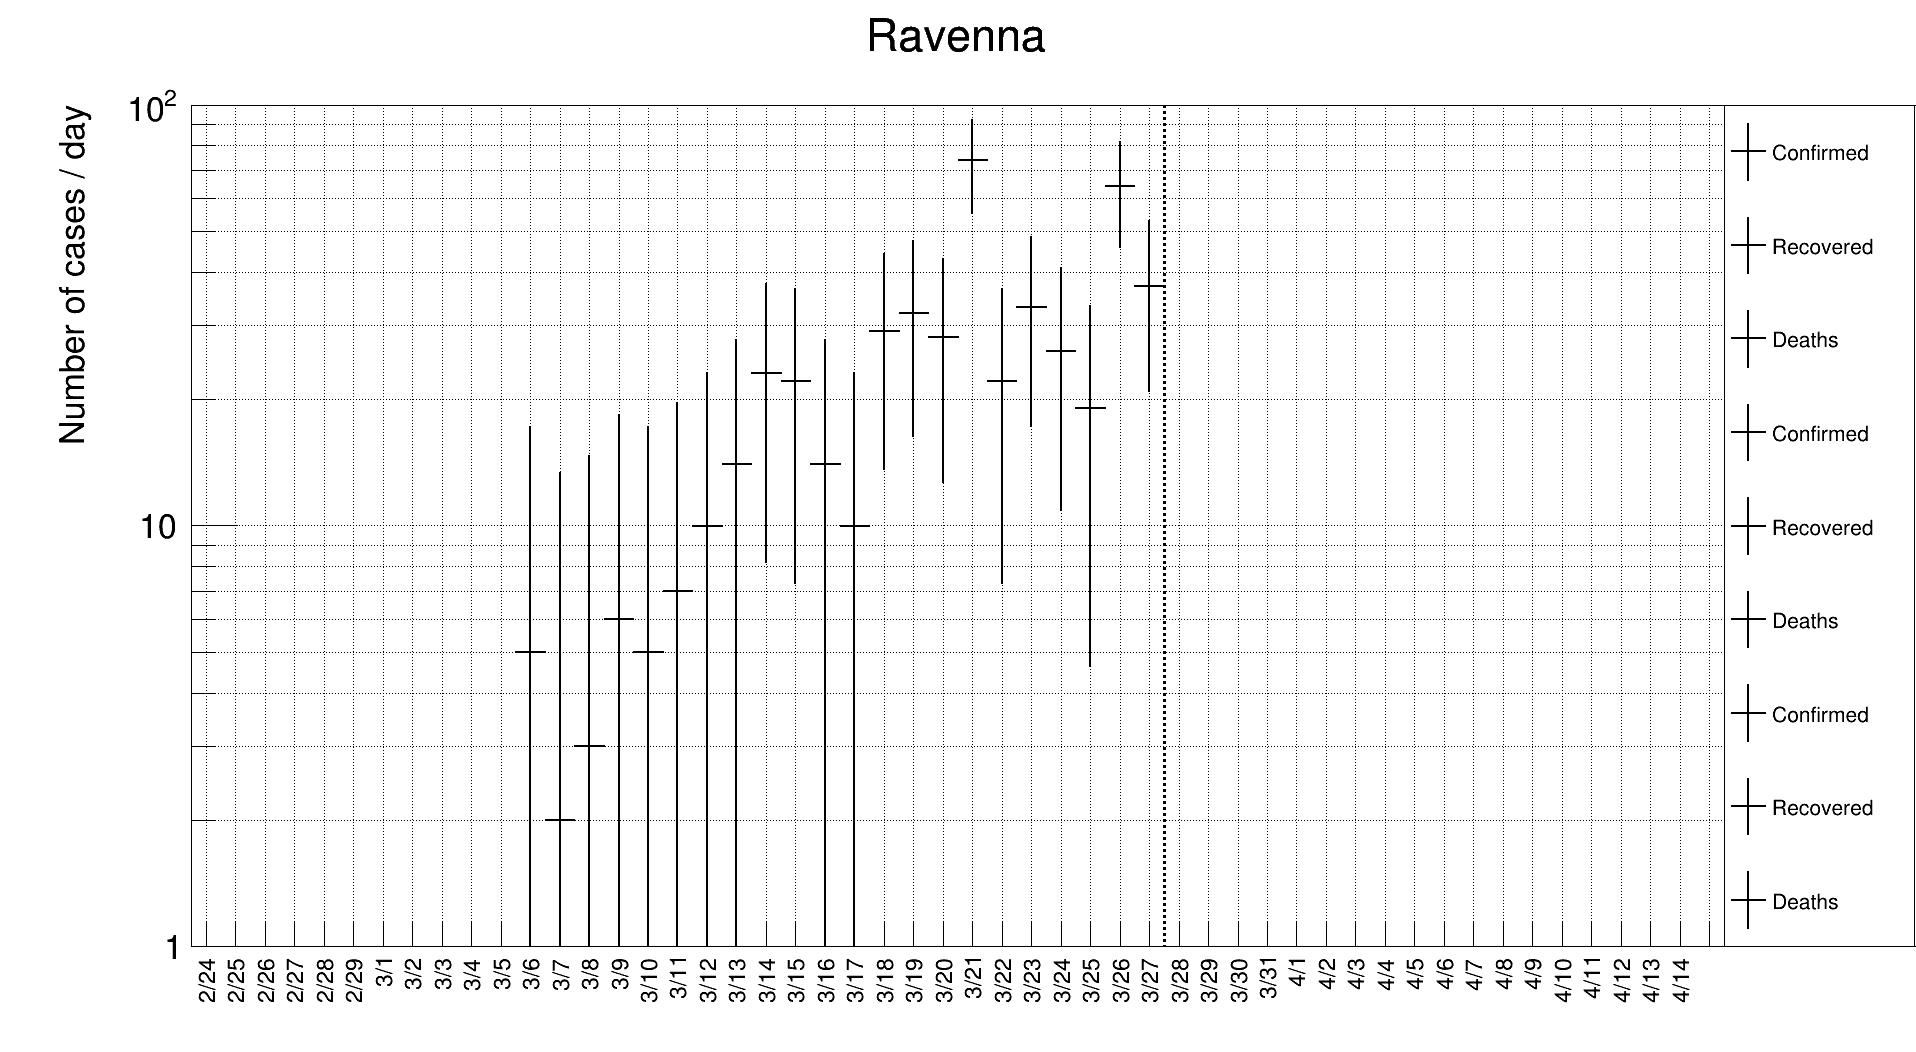 Ravenna
Number of cases / day
10²
10
1
Confirmed
Recovered
Deaths
Confirmed
Recovered
Deaths
Confirmed
Recovered
Deaths
2/24 2/25 2/26 2/27 2/28 2/29 3/1 3/2 3/3 3/4 3/5 3/6 3/7 3/8 3/9 3/10 3/11 3/12 3/13 3/14 3/15 3/16 3/17 3/18 3/19 3/20 3/21 3/22 3/23 3/24 3/25 3/26 3/27 3/28 3/29 3/30 3/31 4/1 4/2 4/3 4/4 4/5 4/6 4/7 4/8 4/9 4/10 4/11 4/12 4/13 4/14